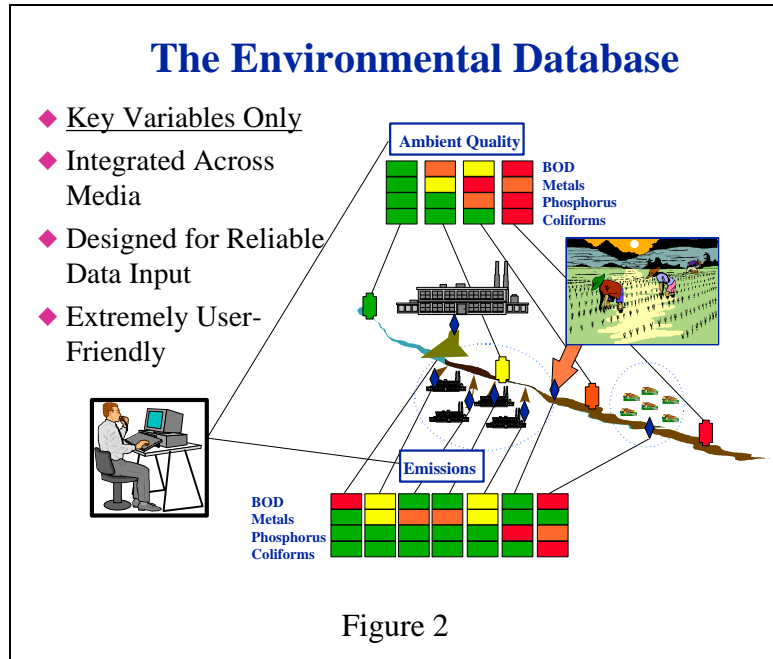 The Environmental Database
Key Variables Only
Integrated Across
Media
Designed for Reliable
Data Input
Extremely User-
Friendly
Ambient Quality
BOD
Metals
Phosphorus
Coliforms
Emissions
BOD
Metals
Phosphorus
Coliforms
Figure 2